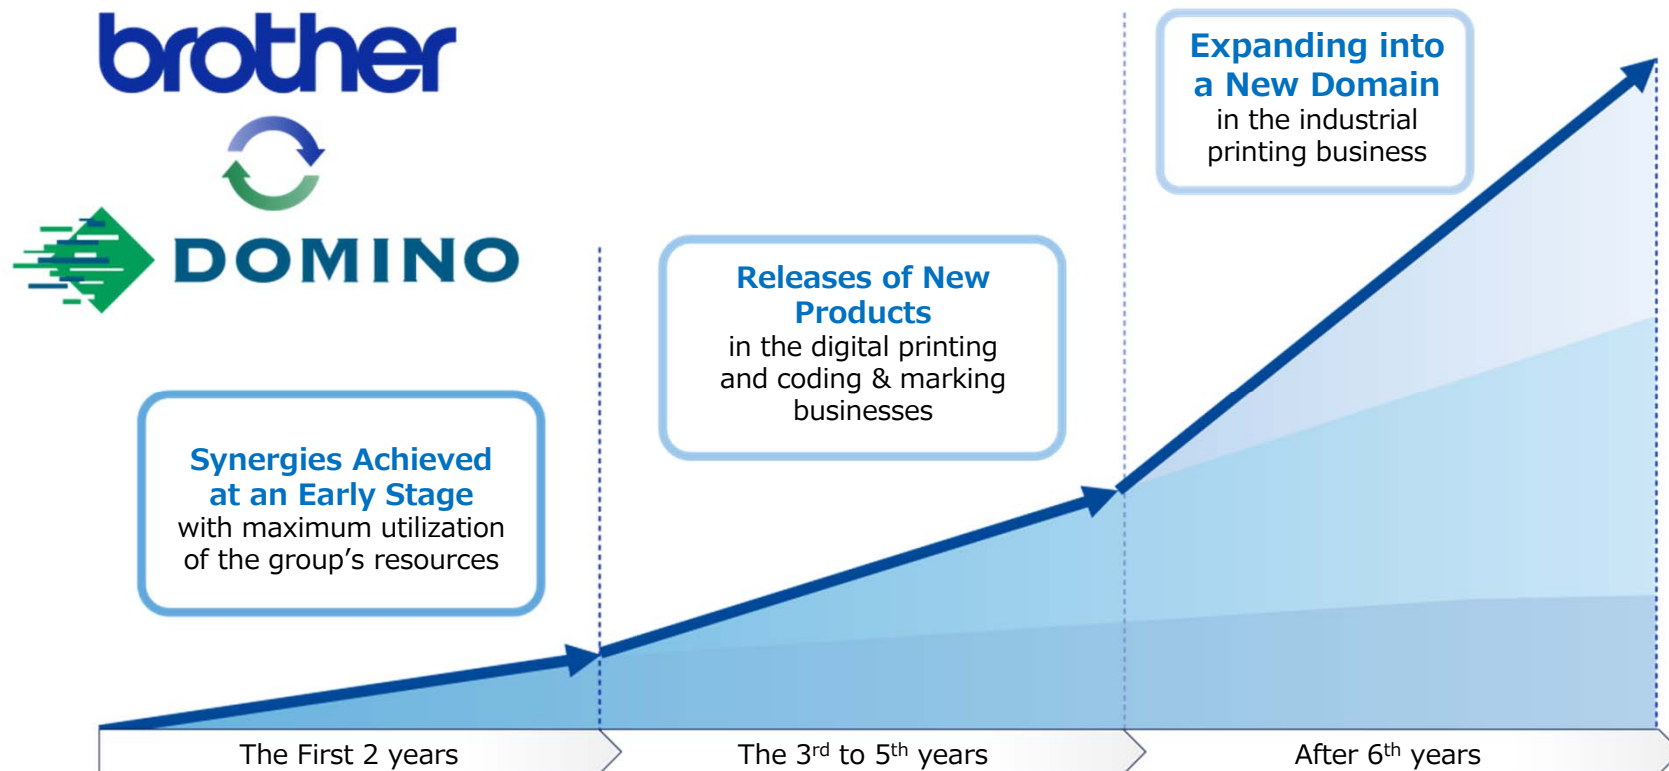 brother
DOMINO
Synergies Achieved
at an Early Stage
with maximum utilization
of the group’s resources
Releases of New
Products
in the digital printing
and coding & marking
businesses
Expanding into
a New Domain
in the industrial
printing business
The First 2 years
The 3rd to 5th years
After 6th years